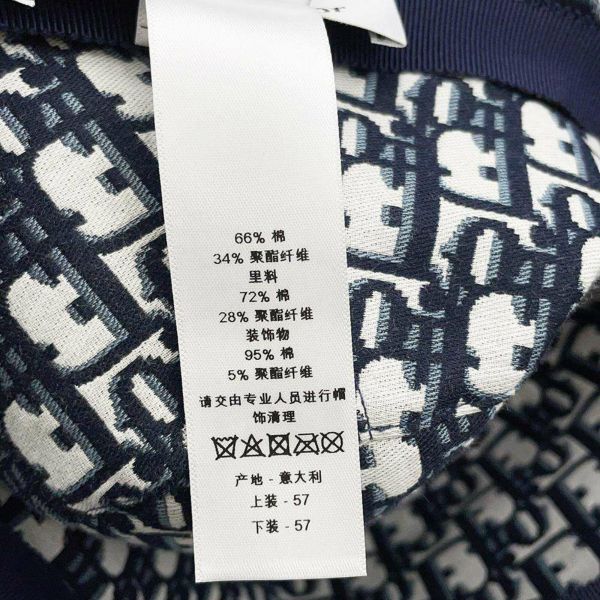 66% 棉
34% 聚酯纤维
里料
72% 棉
28% 聚酯纤维
装饰物
95% 棉
5% 聚酯纤维
请交由专业人员进行帽
饰清理
产地 - 意大利
上装 - 57
下装 - 57